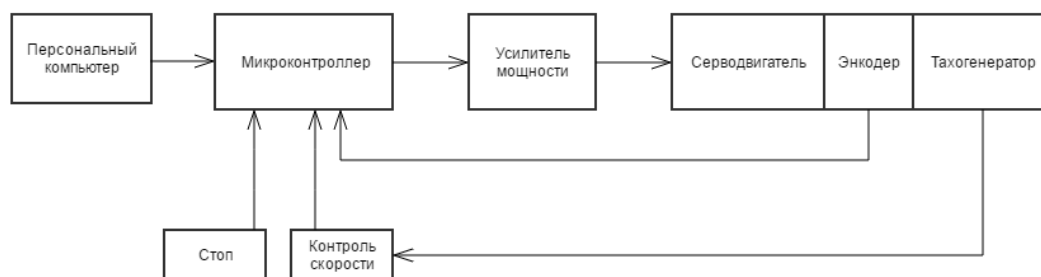 Персональный
компьютер
Микроконтроллер
Усилитель
мощности
Серводвигатель
Энкодер
Тахогенератор
Стоп
Контроль
скорости